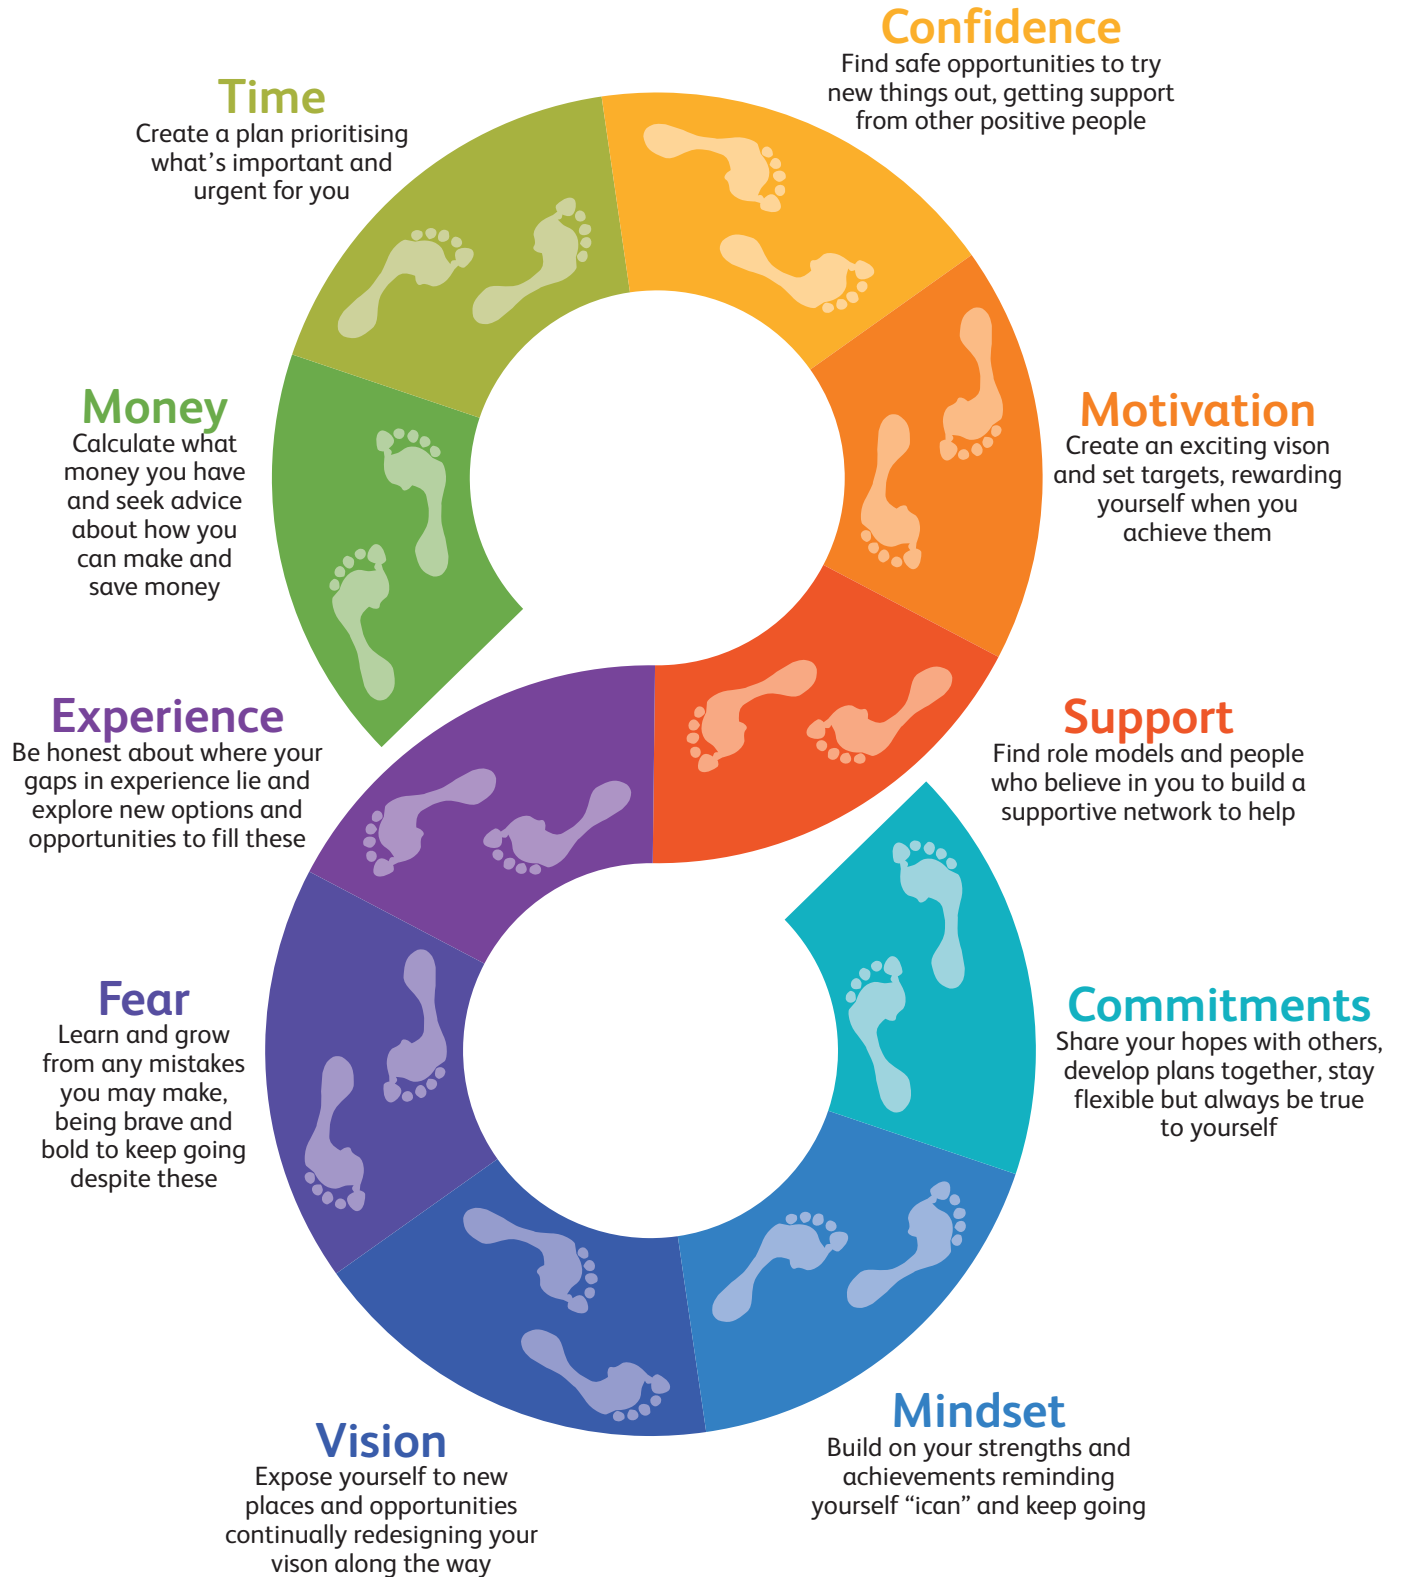 Confidence
Find safe opportunities to try
new things out, getting support
from other positive people
Time
Create a plan prioritising
what's important and
urgent for you
Money
Calculate what
money you have
and seek advice
about how you
can make and
save money
Motivation
Create an exciting vison
and set targets, rewarding
yourself when you
achieve them
Experience
Be honest about where your
gaps in experience lie and
explore new options and
opportunities to fill these
Support
Find role models and people
who believe in you to build a
supportive network to help
Fear
Learn and grow
from any mistakes
you may make,
being brave and
bold to keep going
despite these
Commitments
Share your hopes with others,
develop plans together, stay
flexible but always be true
to yourself
Vision
Expose yourself to new
places and opportunities
continually redesigning your
vison along the way
Mindset
Build on your strengths and
achievements reminding
yourself “ican” and keep going